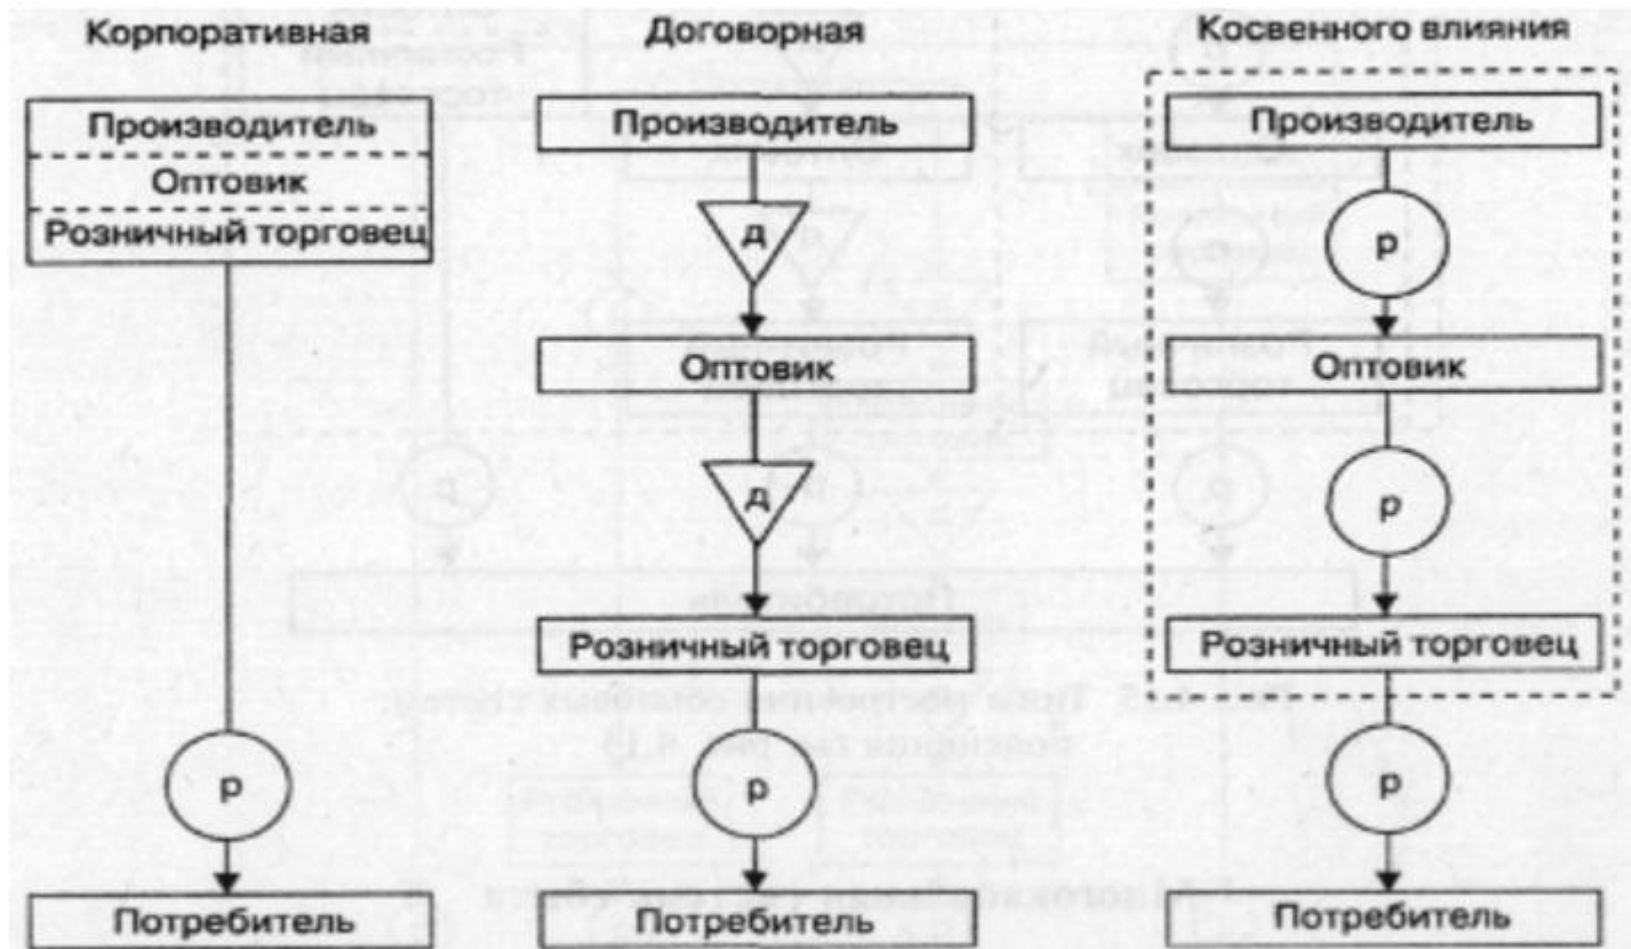 Корпоративная
Производитель
Оптовик
Розничный торговец
р
Потребитель
Договорная
Производитель
д
Оптовик
д
Розничный торговец
р
Потребитель
Косвенного влияния
Производитель
р
Оптовик
р
Розничный торговец
р
Потребитель